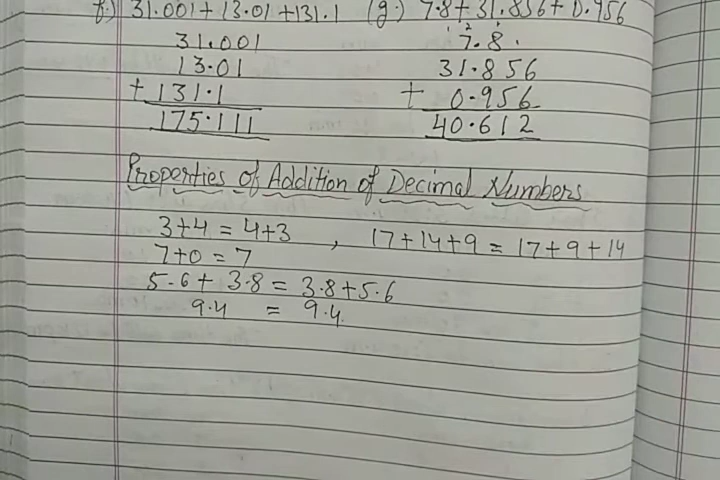 f.) 31.001 + 13.01 + 131.1 (g.) 7.8 + 31.856 + 0.956
31.001
13.01
+ 131.1
175.111
1 2 1
7.8
31.856
+ 0.956
40.612
Properties of Addition of Decimal Numbers
3+4 = 4+3 , 17+14+9 = 17+9+14
7+0 = 7
5.6 + 3.8 = 3.8 + 5.6
9.4 = 9.4